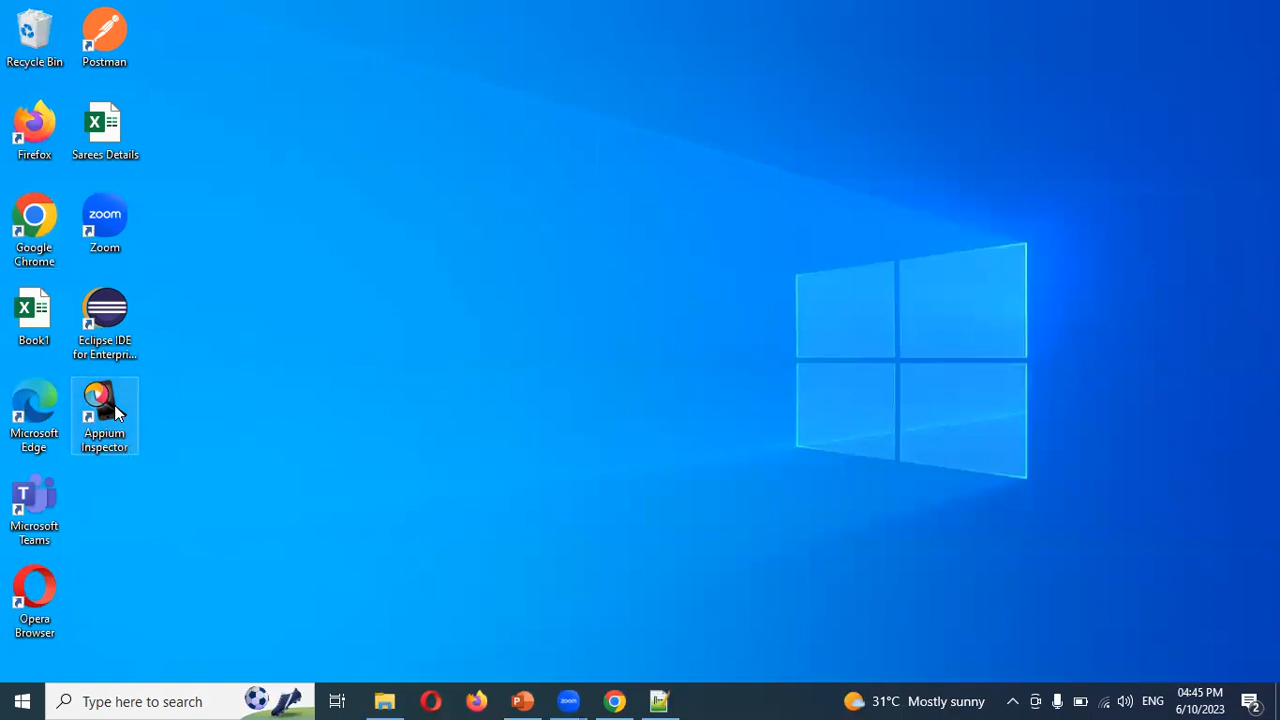 Recycle Bin
Postman
Firefox
Sarees Details
Google
Chrome
zoom
Zoom
Book1
Eclipse IDE
for Enterpri...
Microsoft
Edge
Appium
Inspector
Microsoft
Teams
Opera
Browser
Type here to search
zoom
31°C Mostly sunny
ENG
04:45 PM
6/10/2023
2